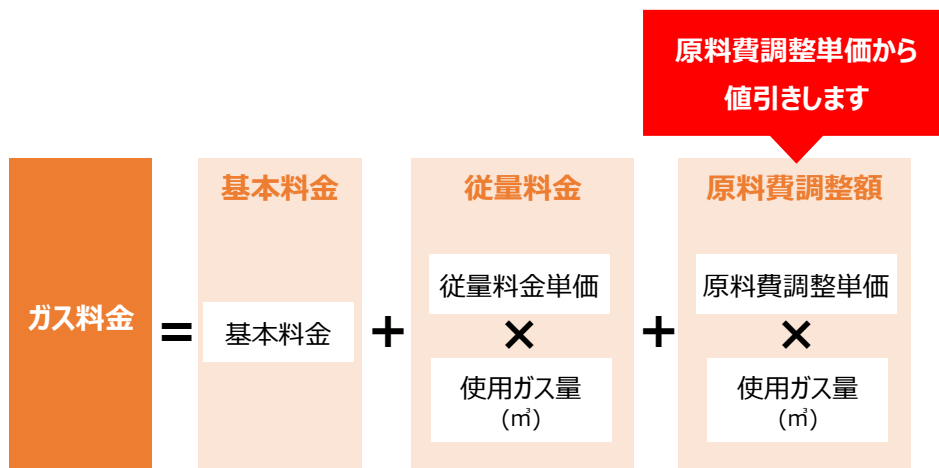 原料費調整単価から
値引きします
ガス料金
=
基本料金
基本料金
+
従量料金
従量料金単価
×
使用ガス量
(㎥)
+
原料費調整額
原料費調整単価
×
使用ガス量
(㎥)